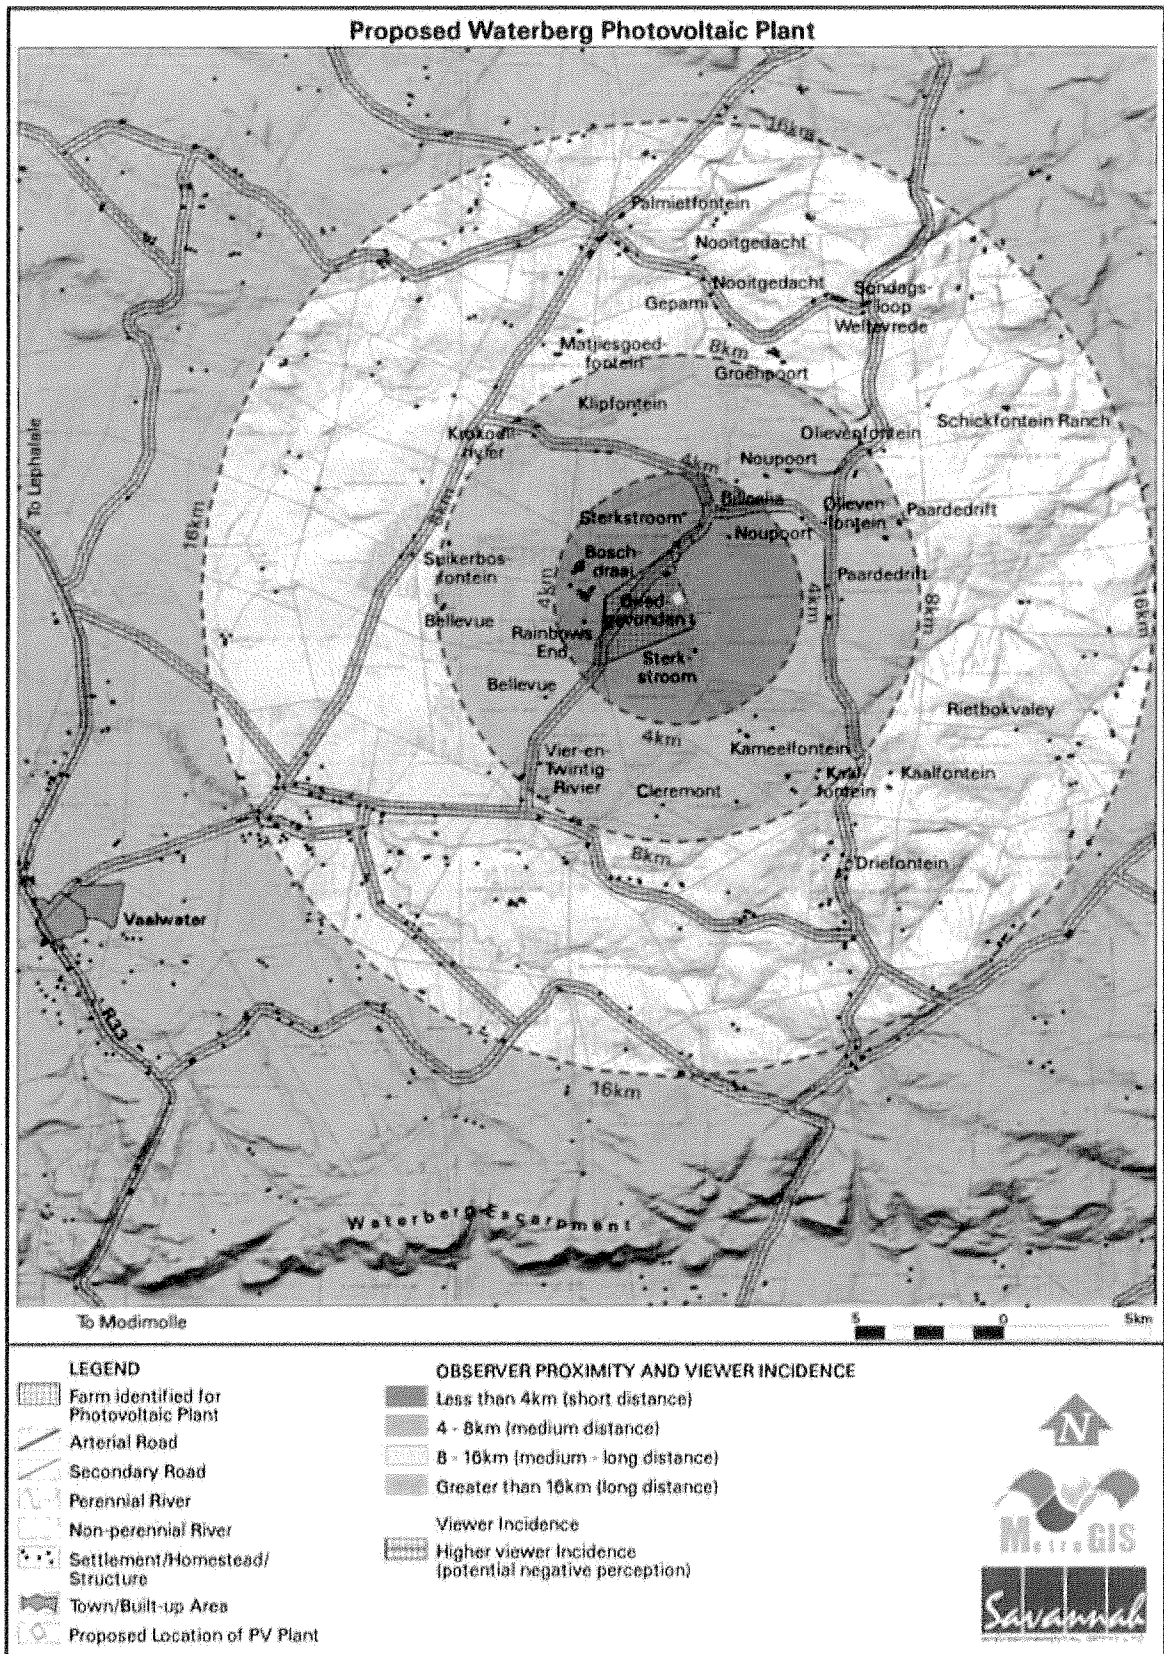 Proposed Waterberg Photovoltaic Plant
16km
Palmietfontein
Nooitgedacht
Nooitgedacht
Sondags-
loop
Gepami
Weltevrede
Matjiesgoed-
fontein
8km
Groenpoort
Klipfontein
Schickfontein Ranch
Krokodil-
rivier
Olievenfontein
To Lephalale
4km
Noupoort
8km
16km
Sterkstroom
Olieven-
fontein
Paardedrift
Noupoort
Bosch-
draai
Suikerbos-
fontein
Paardedrift
4km
4km
8km
16km
Bellevue
Rainbows
End
Sterk-
stroom
Bellevue
Rietbokvaley
4km
Kameelfontein
Vier-en-
Twintig-
Rivier
Kaal-
fontein
Kaalfontein
Cleremont
8km
Driefontein
Vaalwater
R33
16km
Waterberg Escarpment
To Modimolle
5 0 5km
LEGEND
Farm identified for
Photovoltaic Plant
Arterial Road
Secondary Road
Perennial River
Non-perennial River
Settlement/Homestead/
Structure
Town/Built-up Area
Proposed Location of PV Plant
OBSERVER PROXIMITY AND VIEWER INCIDENCE
Less than 4km (short distance)
4 - 8km (medium distance)
8 - 16km (medium - long distance)
Greater than 16km (long distance)
Viewer Incidence
Higher viewer Incidence
(potential negative perception)
N
GIS
Savannah